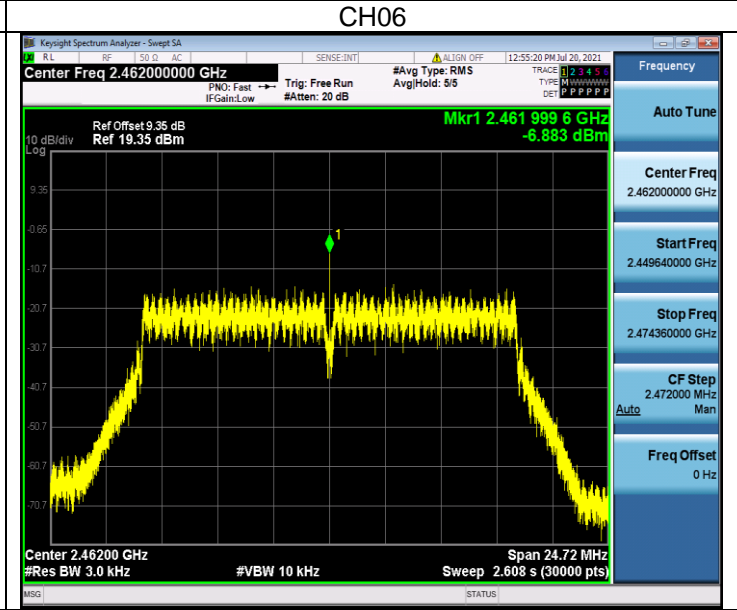 CH06
Keysight Spectrum Analyzer - Swept SA
RL RF 50 Ω AC SENSE:INT ALIGN OFF 12:55:20 PM Jul 20, 2021
Center Freq 2.462000000 GHz
PNO: Fast
IFGain:Low
Trig: Free Run
#Atten: 20 dB
#Avg Type: RMS
Avg|Hold: 5/5
TRACE 1 2 3 4 5 6
TYPE M W W W W W
DET P P P P P P
Ref Offset 9.35 dB
10 dB/div Ref 19.35 dBm
Log
Mkr1 2.461 999 6 GHz
-6.883 dBm
9.35
-0.65
-10.7
-20.7
-30.7
-40.7
-50.7
-60.7
-70.7
1
Center 2.46200 GHz
Span 24.72 MHz
#Res BW 3.0 kHz
#VBW 10 kHz
Sweep 2.608 s (30000 pts)
MSG
STATUS
Frequency
Auto Tune
Center Freq
2.462000000 GHz
Start Freq
2.449640000 GHz
Stop Freq
2.474360000 GHz
CF Step
2.472000 MHz
Auto Man
Freq Offset
0 Hz